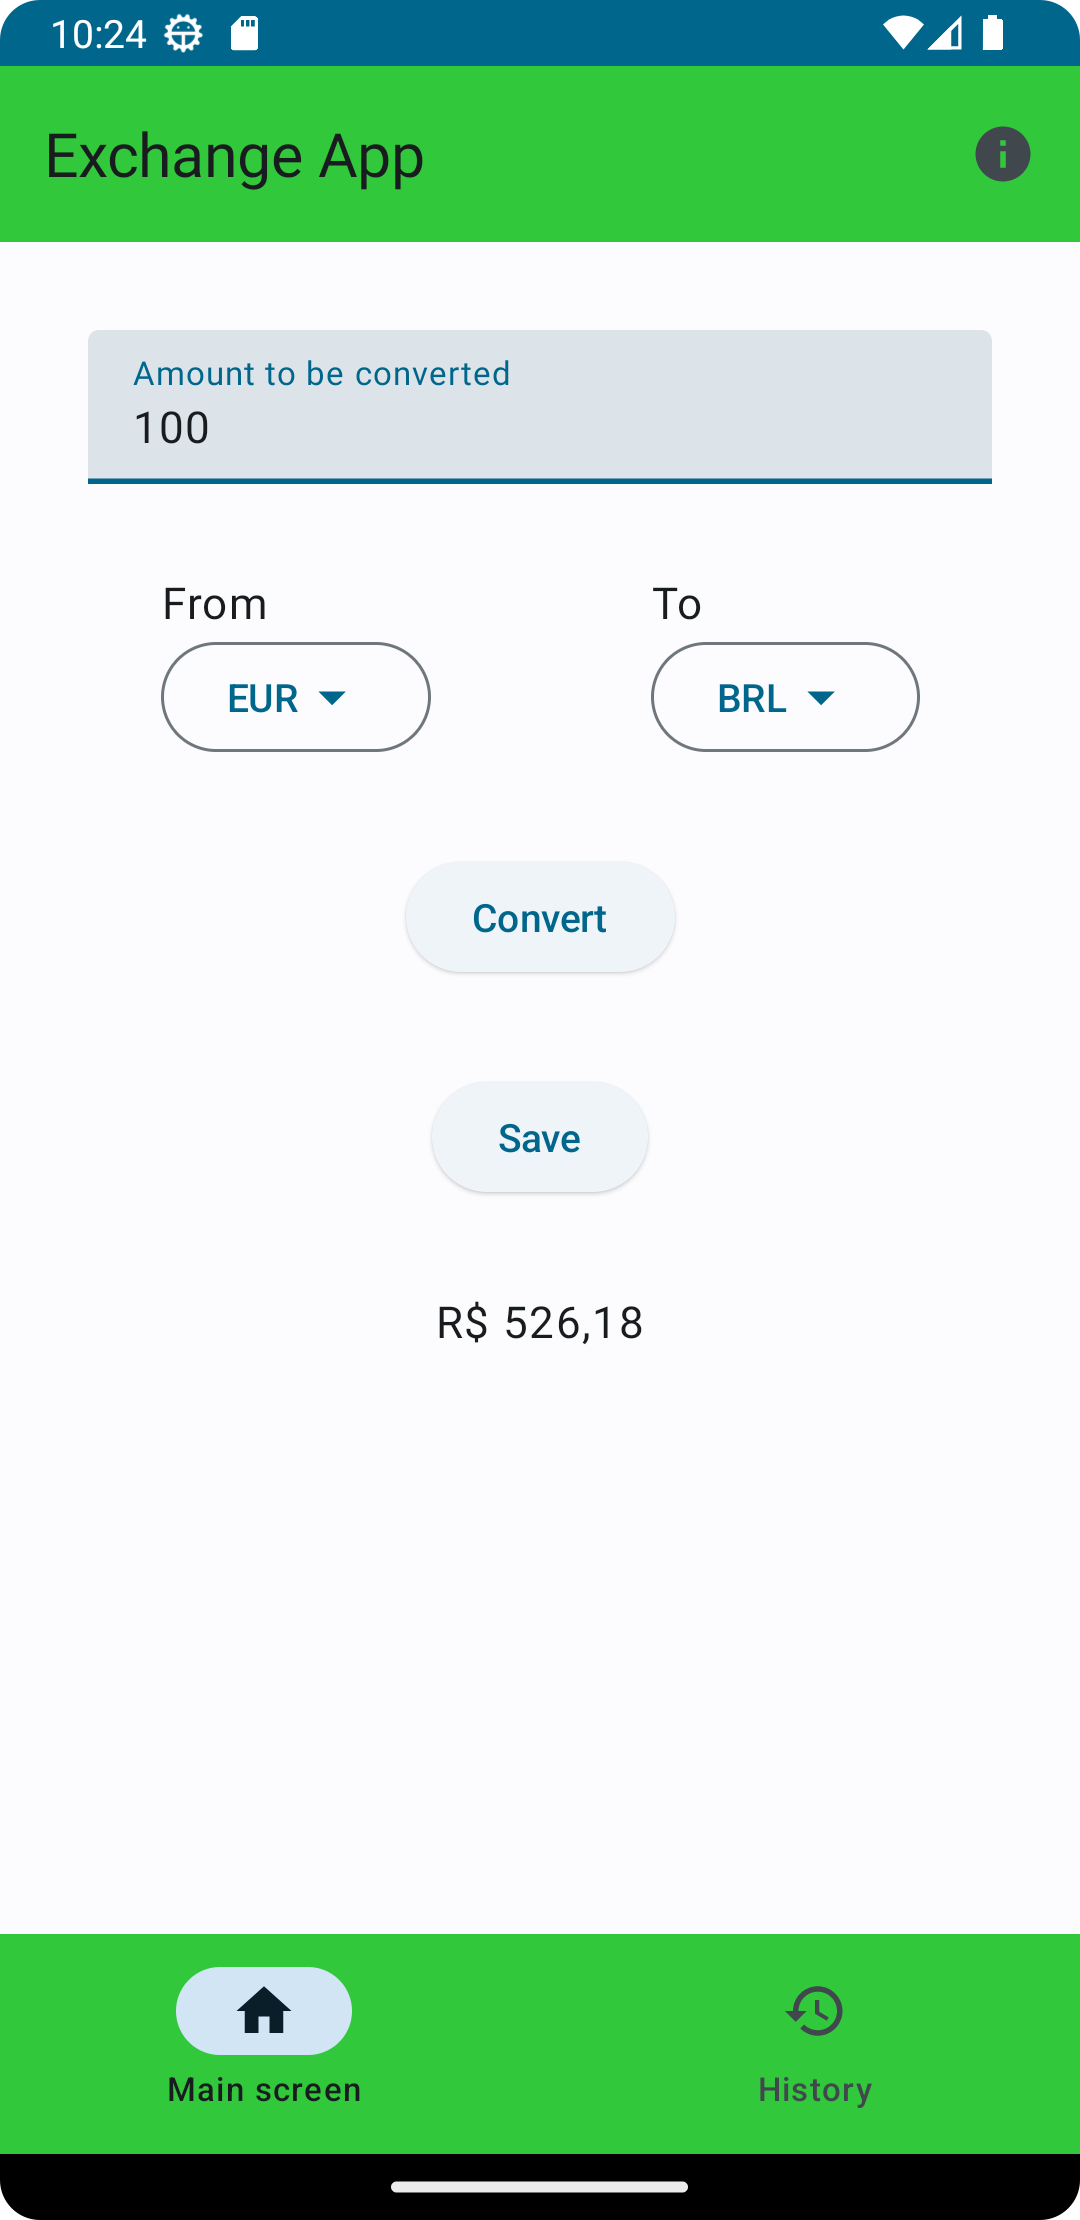 10:24
Exchange App
Amount to be converted
100
From To
EUR BRL
Convert
Save
R$ 526,18
Main screen History